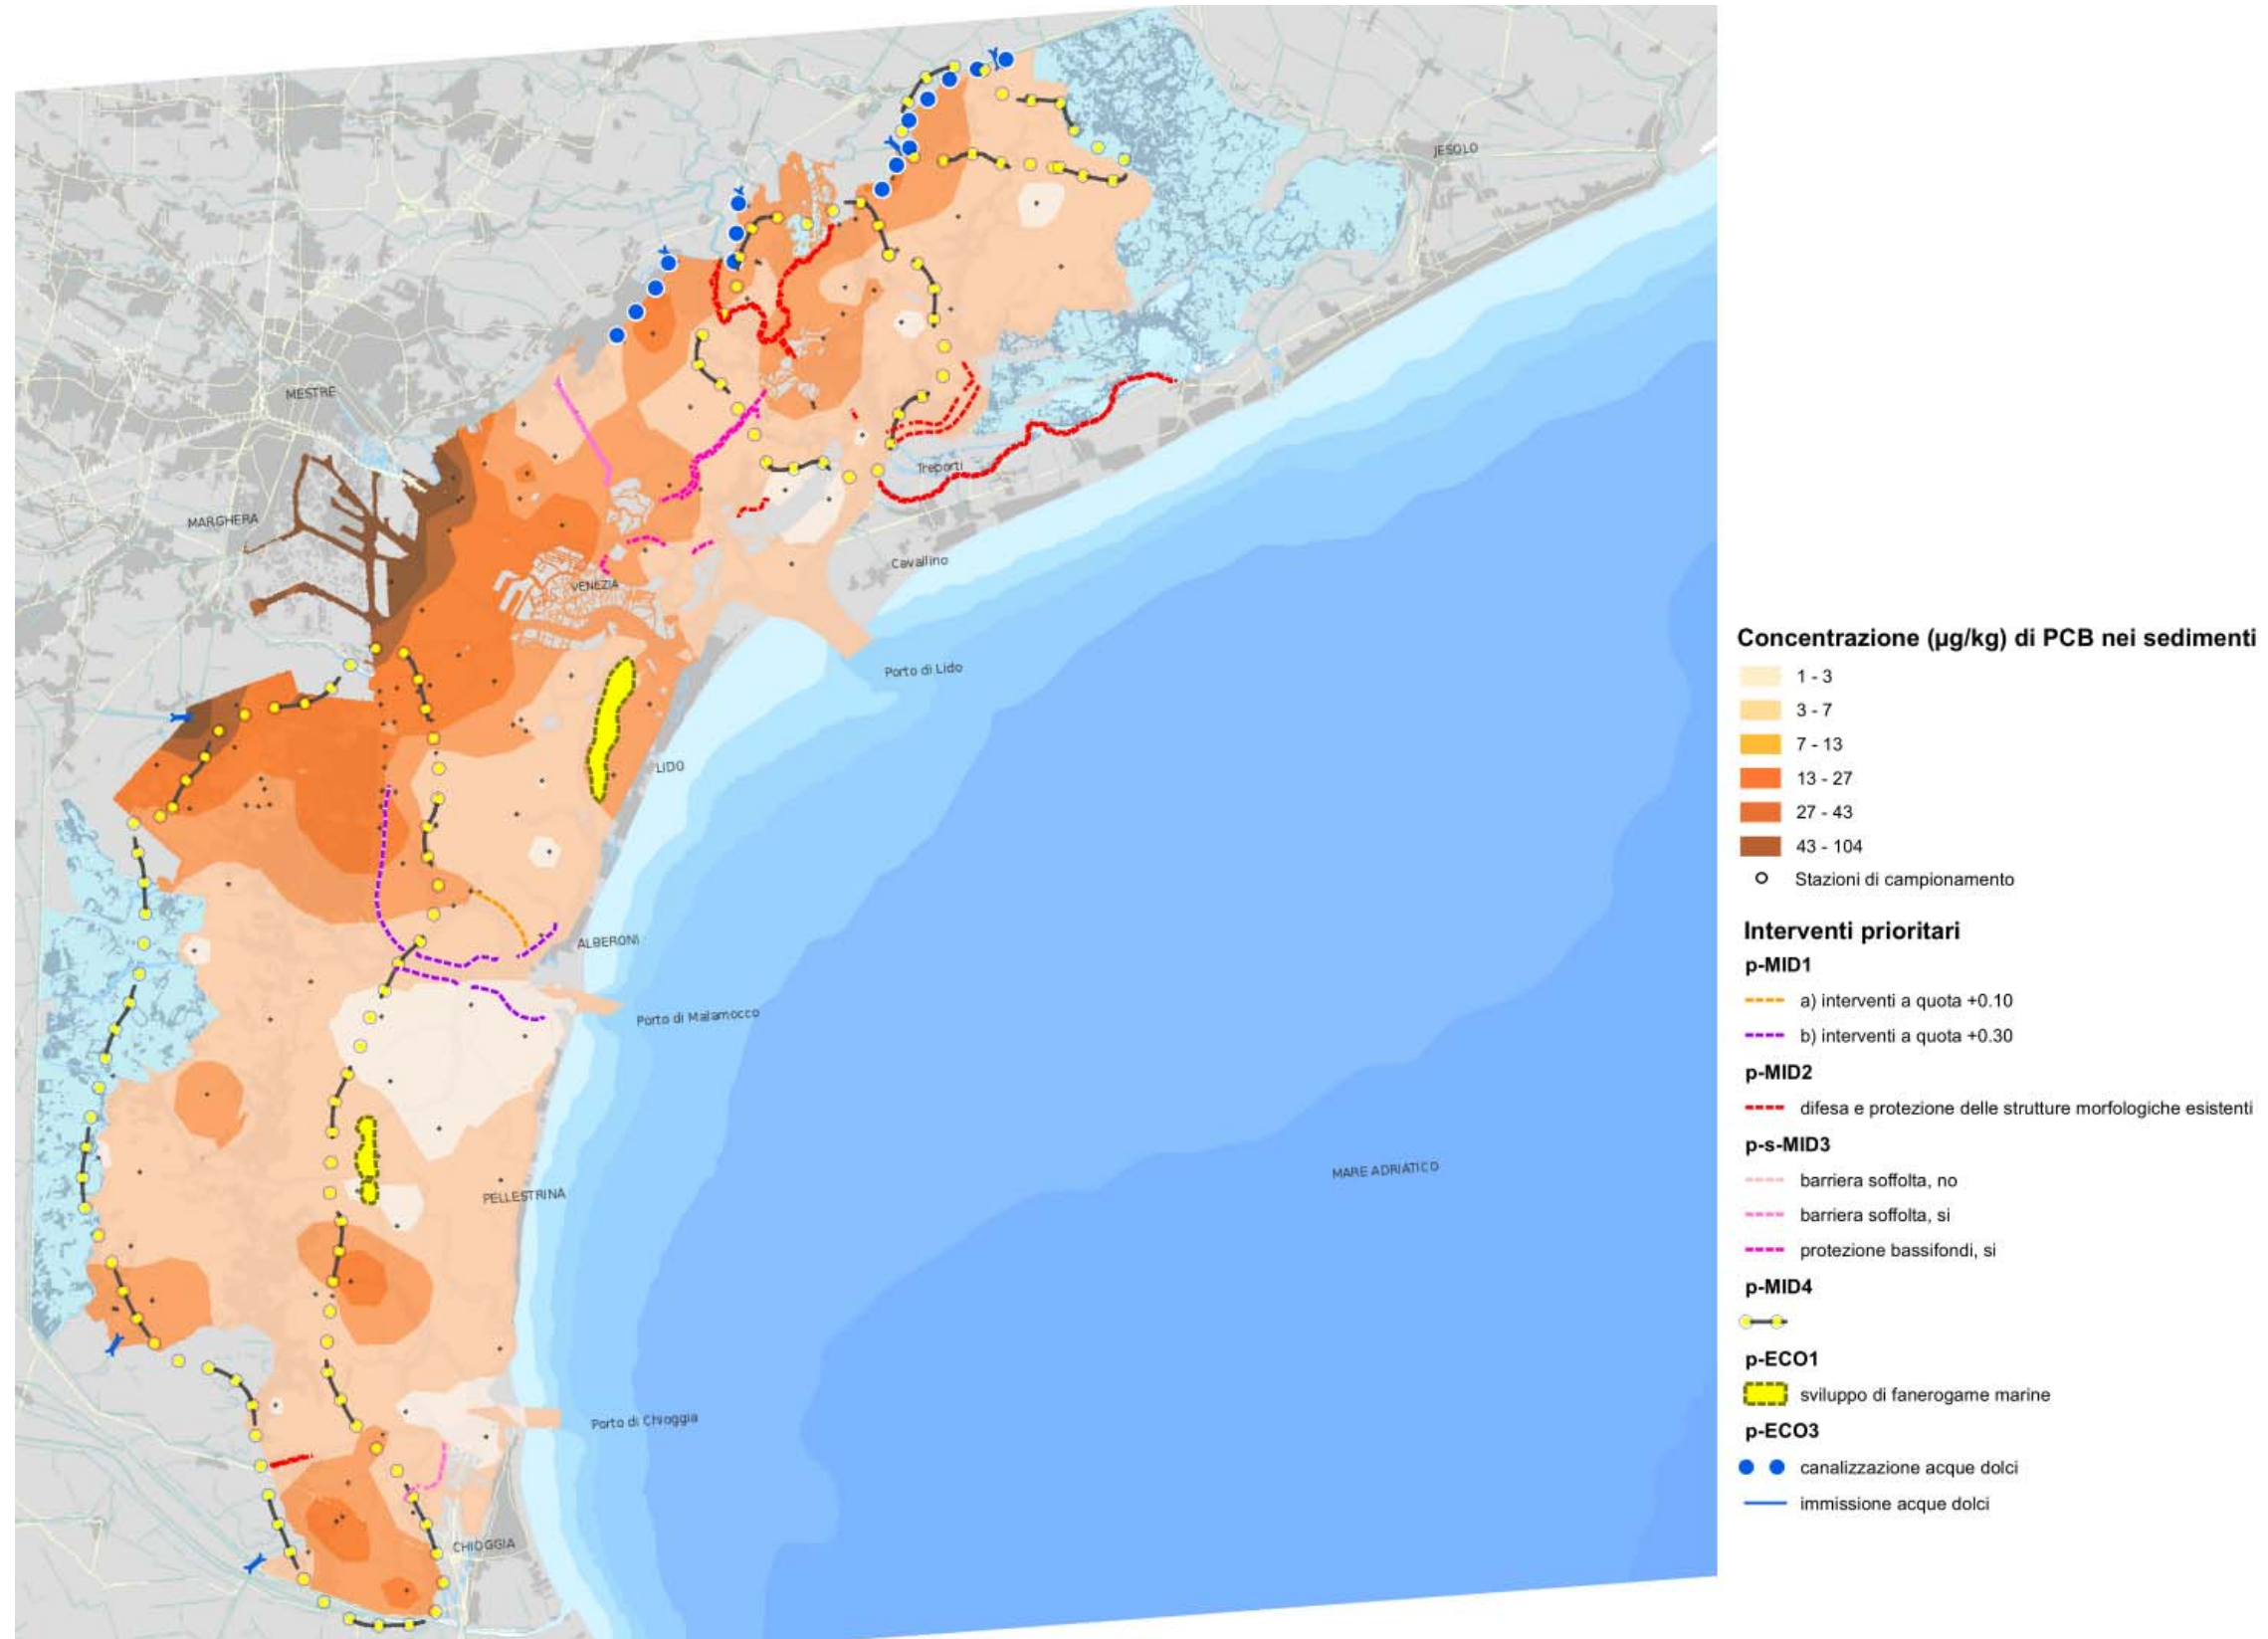 JESOLO
MESTRE
Treporti
MARGHERA
Cavallino
VENEZIA
Porto di Lido
LIDO
ALBERONI
Porto di Malamocco
MARE ADRIATICO
PELLESTRINA
Porto di Chioggia
CHIOGGIA
Concentrazione (µg/kg) di PCB nei sedimenti
1 - 3
3 - 7
7 - 13
13 - 27
27 - 43
43 - 104
Stazioni di campionamento
Interventi prioritari
p-MID1
a) interventi a quota +0.10
b) interventi a quota +0.30
p-MID2
difesa e protezione delle strutture morfologiche esistenti
p-s-MID3
barriera soffolta, no
barriera soffolta, si
protezione bassifondi, si
p-MID4
p-ECO1
sviluppo di fanerogame marine
p-ECO3
canalizzazione acque dolci
immissione acque dolci